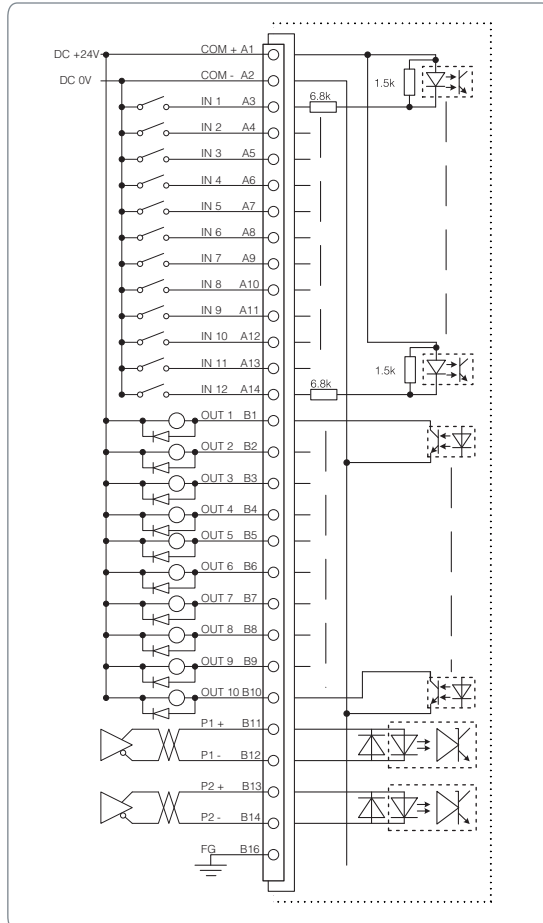 DC +24V COM + A1
DC 0V COM - A2
1.5k
6.8k
IN 1 A3
IN 2 A4
IN 3 A5
IN 4 A6
IN 5 A7
IN 6 A8
IN 7 A9
IN 8 A10
IN 9 A11
IN 10 A12
IN 11 A13
1.5k
6.8k
IN 12 A14
OUT 1 B1
OUT 2 B2
OUT 3 B3
OUT 4 B4
OUT 5 B5
OUT 6 B6
OUT 7 B7
OUT 8 B8
OUT 9 B9
OUT 10 B10
P1 + B11
P1 - B12
P2 + B13
P2 - B14
FG B16